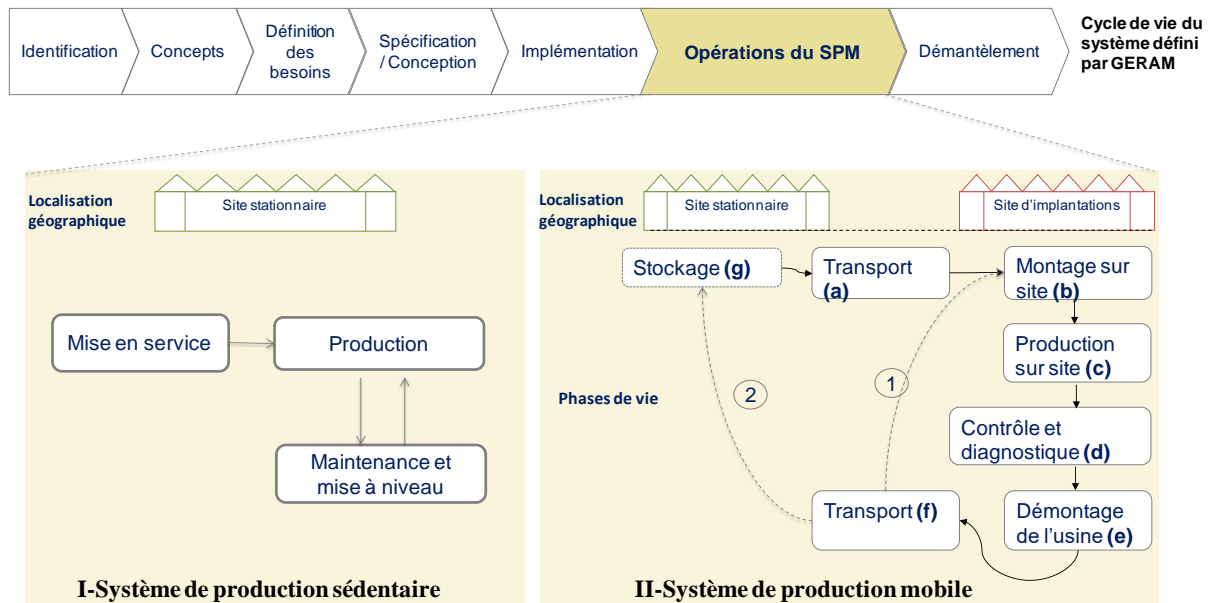 Identification
Concepts
Définition
des
besoins
Spécification
/ Conception
Implémentation
Opérations du SPM
Démantèlement
Cycle de vie du
système défini
par GERAM
Localisation
géographique
Site stationnaire
Mise en service
Production
Maintenance et
mise à niveau
I-Système de production sédentaire
Localisation
géographique
Site stationnaire
Site d'implantations
Stockage (g)
Transport
(a)
Montage sur
site (b)
Production
sur site (c)
1
2
Phases de vie
Contrôle et
diagnostique (d)
Transport (f)
Démontage
de l'usine (e)
II-Système de production mobile